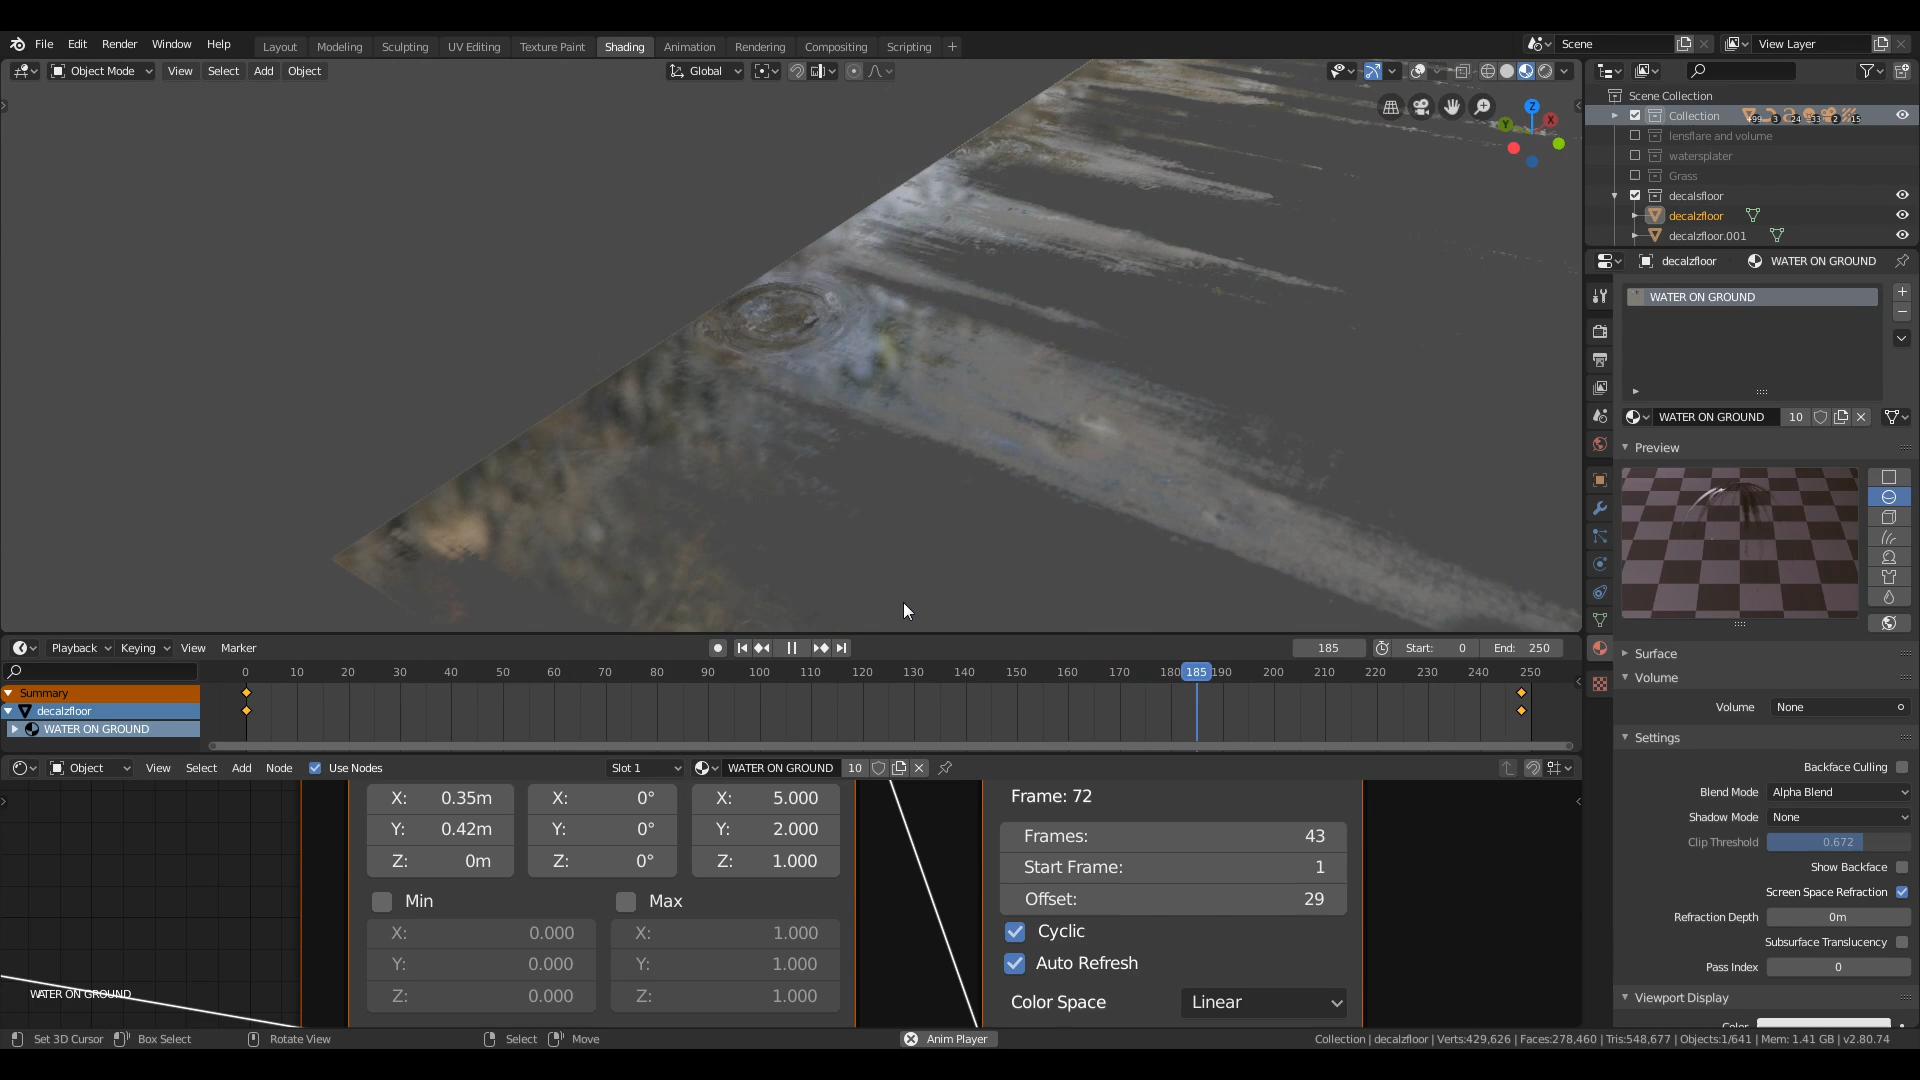 File Edit Render Window Help Layout Modeling Sculpting UV Editing Texture Paint Shading Animation Rendering Compositing Scripting + Scene View Layer
Object Mode View Select Add Object Global
Scene Collection
Collection
lensflare and volume
watersplater
Grass
decalsfloor
decalzfloor
decalzfloor.001
Z
X
Y
decalzfloor WATER ON GROUND
WATER ON GROUND
WATER ON GROUND 10
Preview
Surface
Volume
Volume None
Settings
Backface Culling
Blend Mode Alpha Blend
Shadow Mode None
Clip Threshold 0.672
Show Backface
Screen Space Refraction
Refraction Depth 0m
Subsurface Translucency
Pass Index 0
Viewport Display
Playback Keying View Marker 185 Start: 0 End: 250
0 10 20 30 40 50 60 70 80 90 100 110 120 130 140 150 160 170 180 185 190 200 210 220 230 240 250
Summary
decalzfloor
WATER ON GROUND
Object View Select Add Node Use Nodes Slot 1 WATER ON GROUND 10
X: 0.35m X: 0° X: 5.000
Y: 0.42m Y: 0° Y: 2.000
Z: 0m Z: 0° Z: 1.000
Min Max
X: 0.000 X: 1.000
Y: 0.000 Y: 1.000
Z: 0.000 Z: 1.000
Frame: 72
Frames: 43
Start Frame: 1
Offset: 29
Cyclic
Auto Refresh
Color Space Linear
WATER ON GROUND
Set 3D Cursor Box Select Rotate View Select Move Anim Player Collection | decalzfloor | Verts:429,626 | Faces:278,460 | Tris:548,677 | Objects:1/641 | Mem: 1.41 GB | v2.80.74